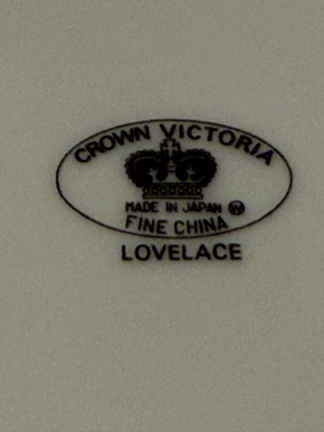 CROWN VICTORIA
MADE IN JAPAN
FINE CHINA
LOVELACE